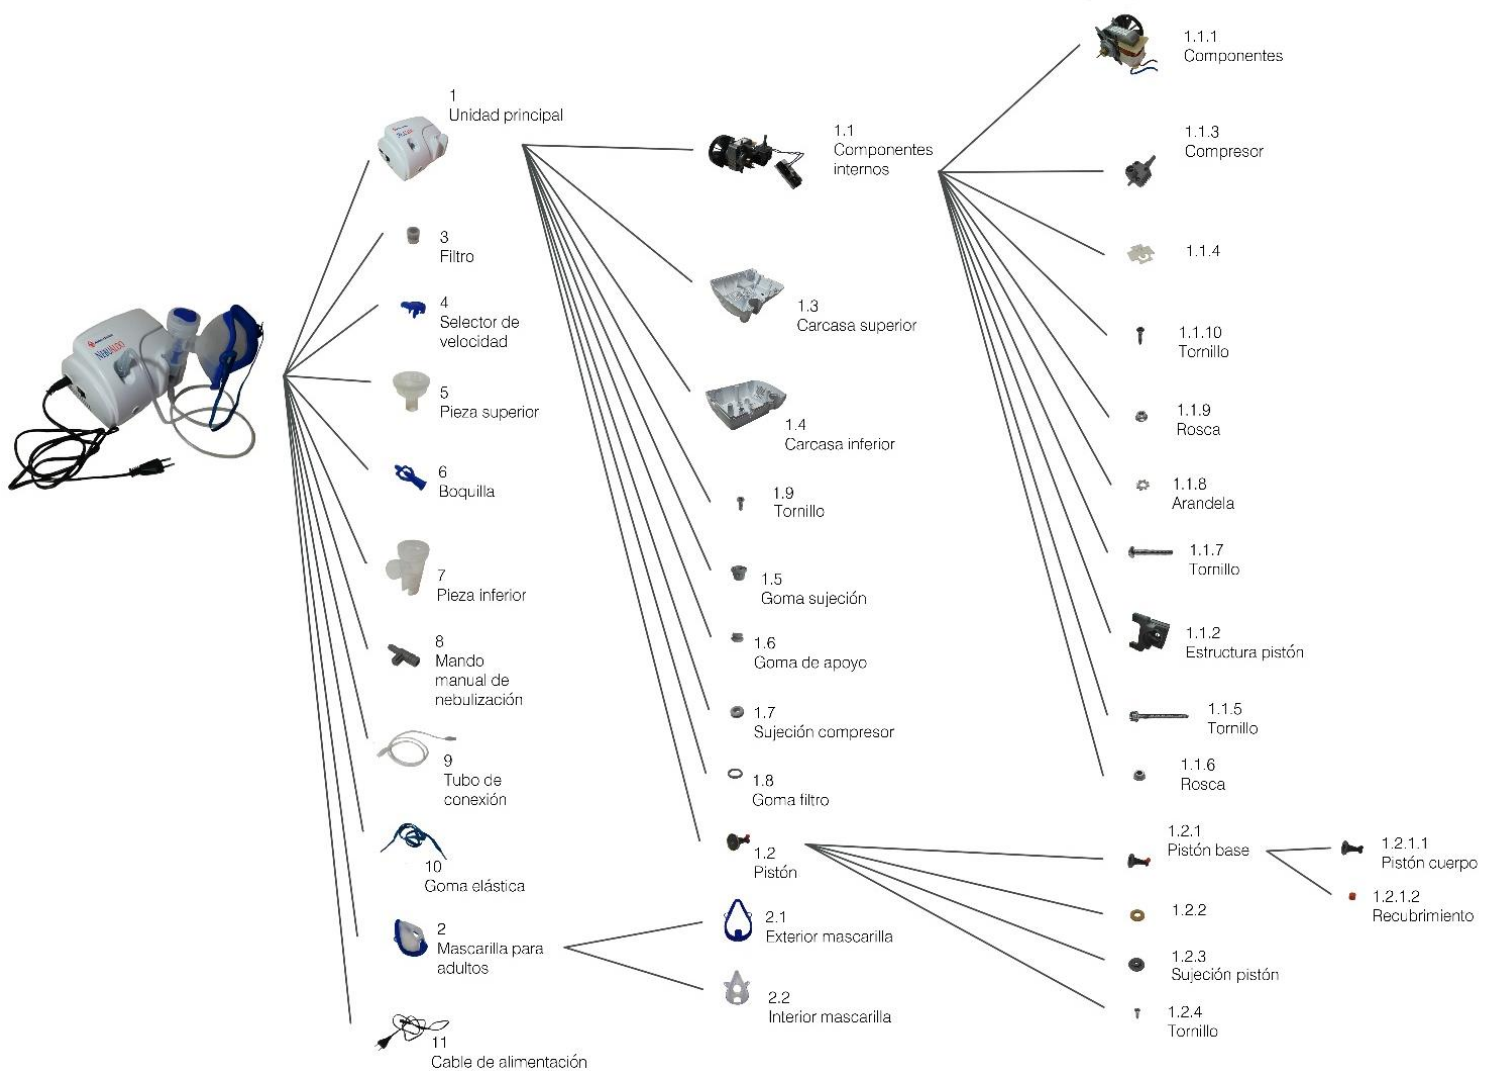 1
Unidad principal
3
Filtro
4
Selector de
velocidad
5
Pieza superior
6
Boquilla
7
Pieza inferior
8
Mando
manual de
nebulización
9
Tubo de
conexión
10
Goma elástica
2
Mascarilla para
adultos
11
Cable de alimentación
1.1
Componentes
internos
1.3
Carcasa superior
1.4
Carcasa inferior
1.9
Tornillo
1.5
Goma sujeción
1.6
Goma de apoyo
1.7
Sujeción compresor
1.8
Goma filtro
1.2
Pistón
2.1
Exterior mascarilla
2.2
Interior mascarilla
1.1.1
Componentes
1.1.3
Compresor
1.1.4
1.1.10
Tornillo
1.1.9
Rosca
1.1.8
Arandela
1.1.7
Tornillo
1.1.2
Estructura pistón
1.1.5
Tornillo
1.1.6
Rosca
1.2.1
Pistón base
1.2.2
1.2.3
Sujeción pistón
1.2.4
Tornillo
1.2.1.1
Pistón cuerpo
1.2.1.2
Recubrimiento
NEBUALDO